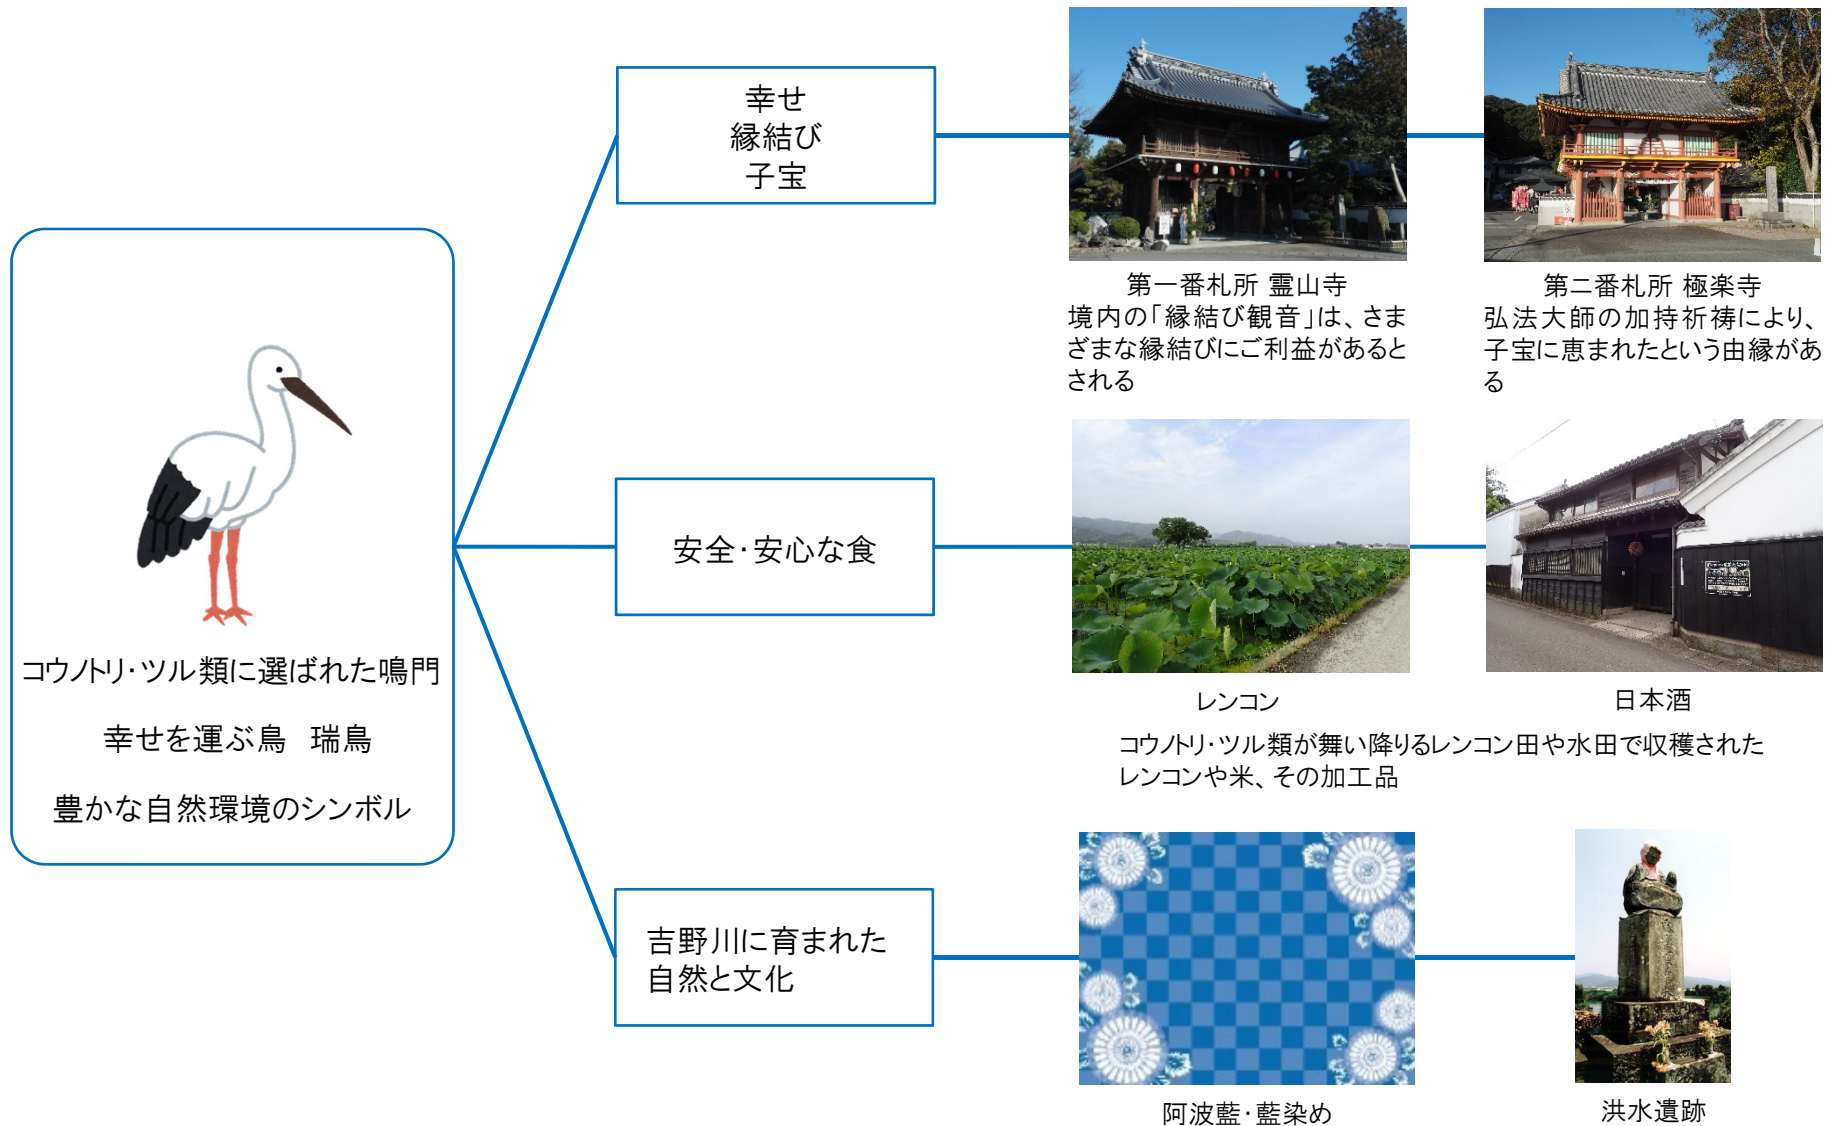 コウノトリ・ツル類に選ばれた鳴門
幸せを運ぶ鳥　瑞鳥
豊かな自然環境のシンボル
幸せ
縁結び
子宝
第一番札所 霊山寺
境内の「縁結び観音」は、さま
ざまな縁結びにご利益があると
される
第二番札所 極楽寺
弘法大師の加持祈祷により、
子宝に恵まれたという由縁があ
る
安全・安心な食
レンコン
日本酒
コウノトリ・ツル類が舞い降りるレンコン田や水田で収穫された
レンコンや米、その加工品
吉野川に育まれた
自然と文化
阿波藍・藍染め
洪水遺跡